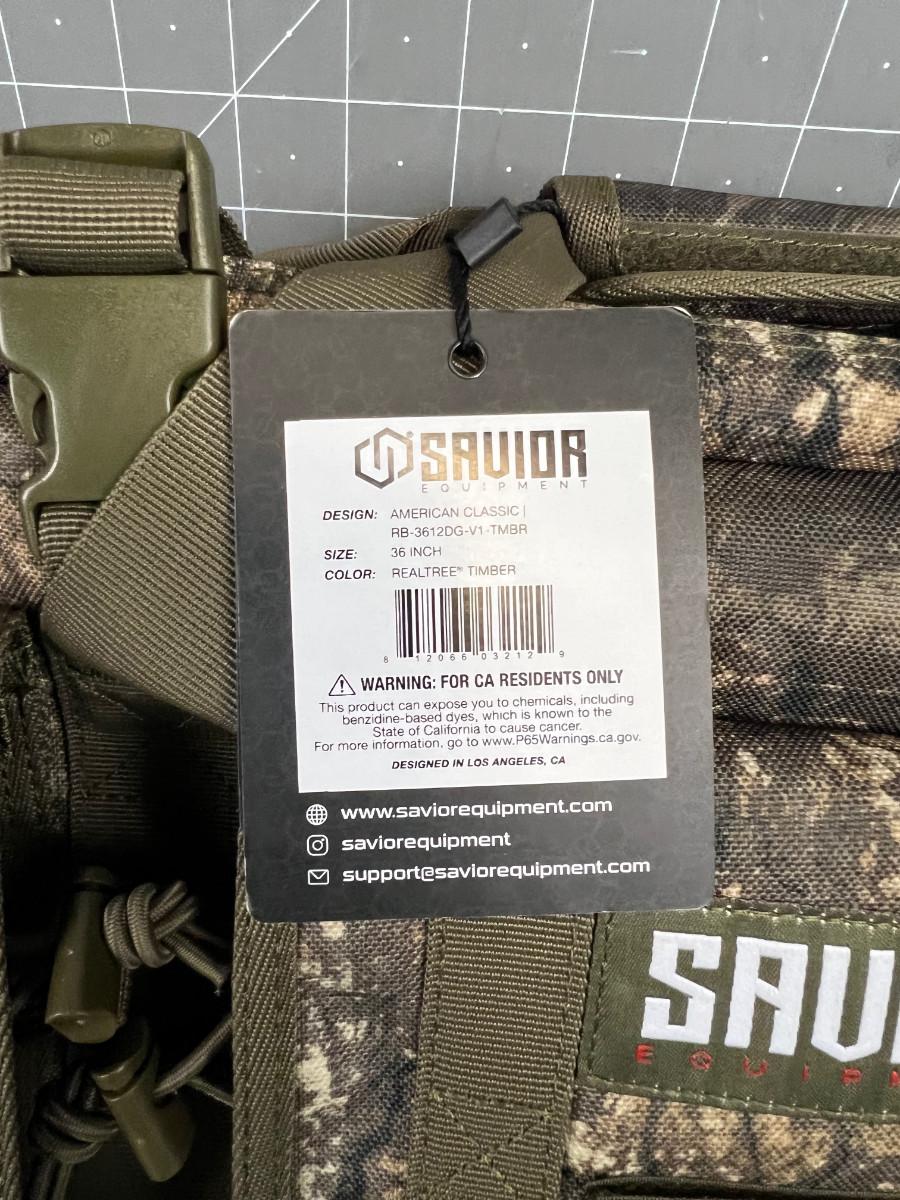 SAVIOR
EQUIPMENT
DESIGN: AMERICAN CLASSIC |
RB-3612DG-V1-TMBR
SIZE: 36 INCH
COLOR: REALTREE® TIMBER
8 12066 03212 9
WARNING: FOR CA RESIDENTS ONLY
This product can expose you to chemicals, including
benzidine-based dyes, which is known to the
State of California to cause cancer.
For more information, go to www.P65Warnings.ca.gov.
DESIGNED IN LOS ANGELES, CA
www.saviorequipment.com
saviorequipment
support@saviorequipment.com
SAV
EQUIP